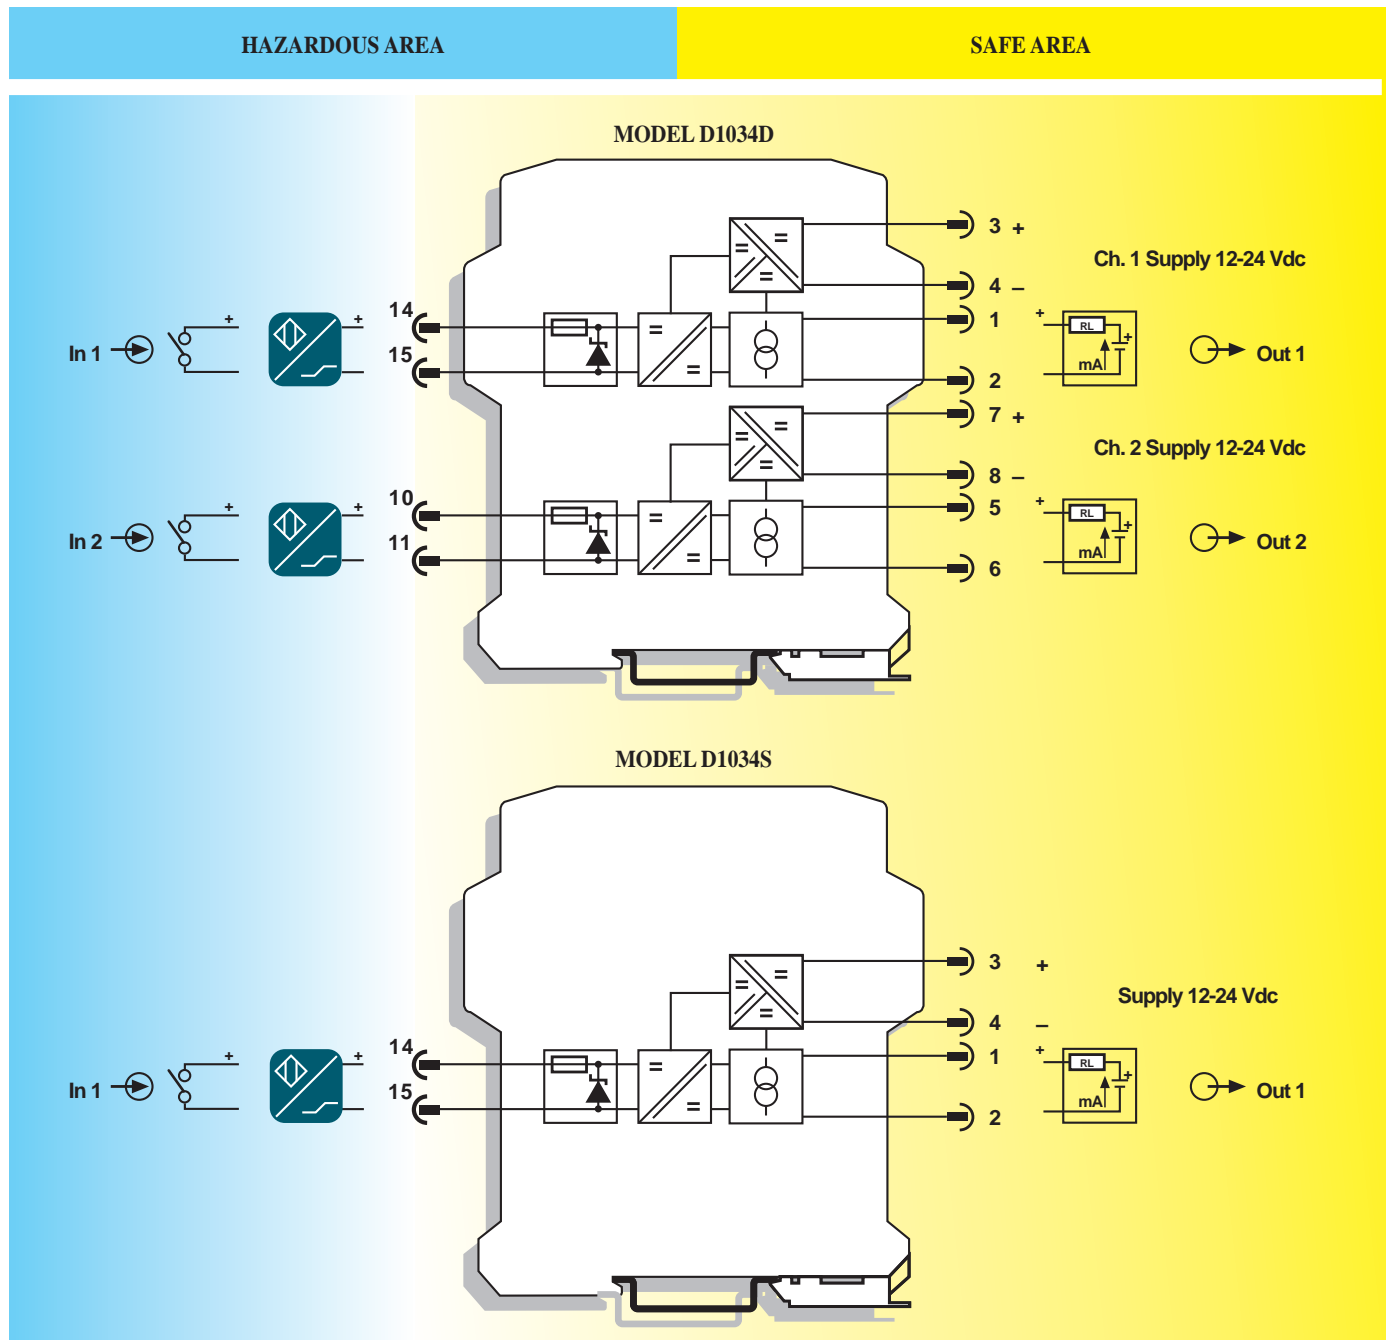 HAZARDOUS AREA
SAFE AREA
MODEL D1034D
3 +
Ch. 1 Supply 12-24 Vdc
4 –
In 1
+
+
14
15
1
2
+
RL
+
mA
Out 1
7 +
Ch. 2 Supply 12-24 Vdc
8 –
In 2
+
+
10
11
5
6
+
RL
+
mA
Out 2
MODEL D1034S
3 +
Supply 12-24 Vdc
4 –
In 1
+
+
14
15
1
2
+
RL
+
mA
Out 1